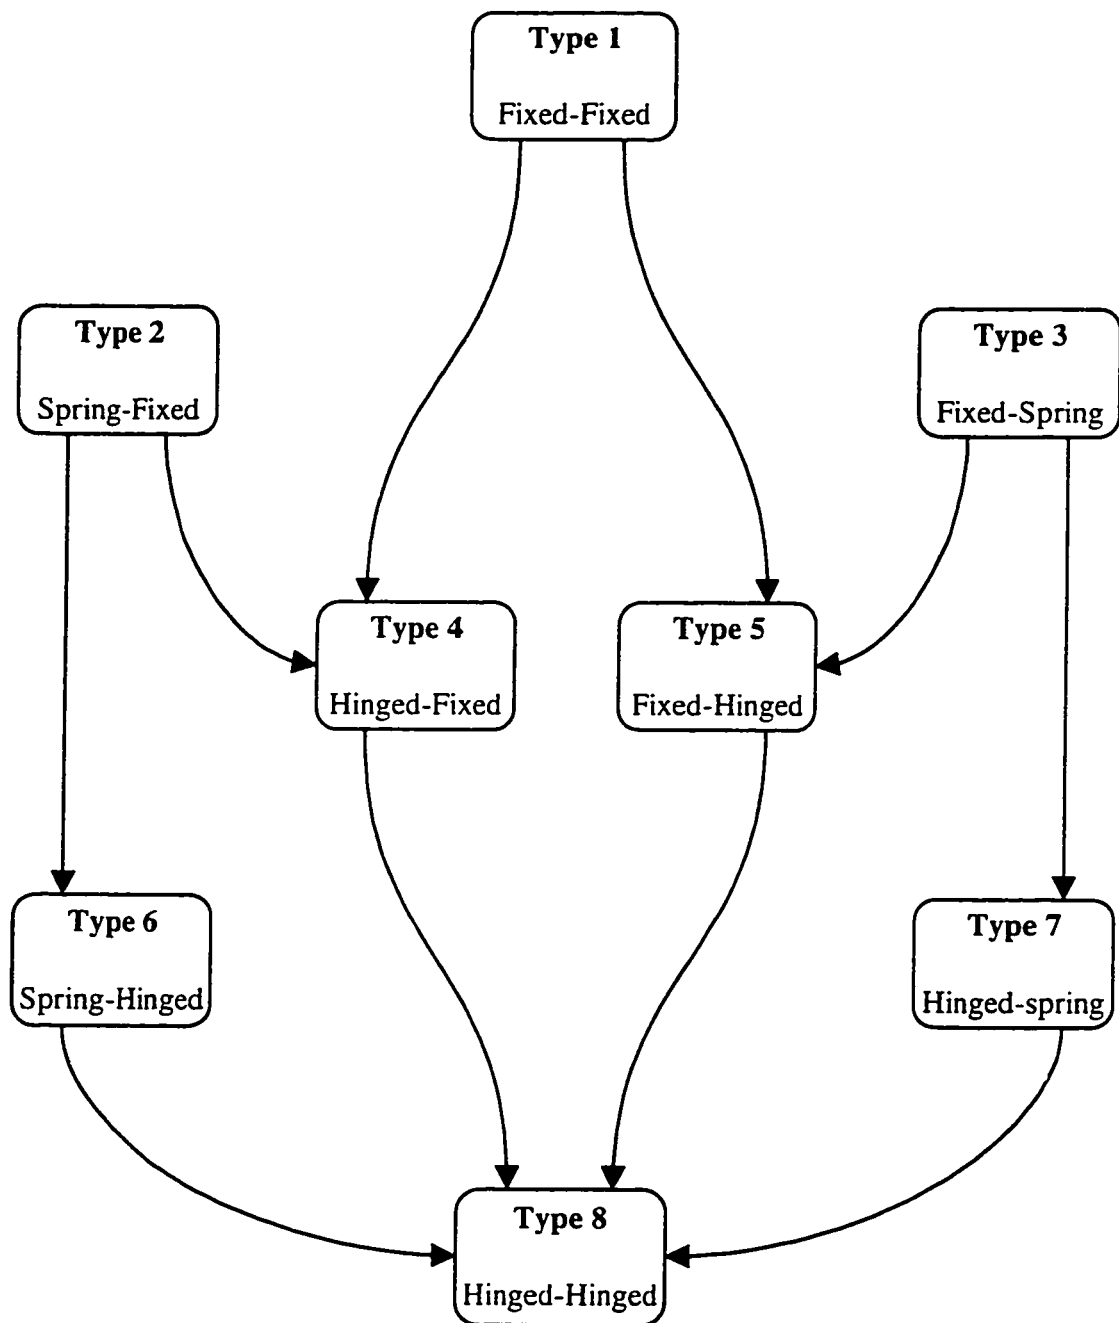 Type 1
Fixed-Fixed
Type 2
Spring-Fixed
Type 3
Fixed-Spring
Type 4
Hinged-Fixed
Type 5
Fixed-Hinged
Type 6
Spring-Hinged
Type 7
Hinged-spring
Type 8
Hinged-Hinged